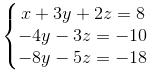 x + 3y + 2z = 8
−4y − 3z = −10
−8y − 5z = −18